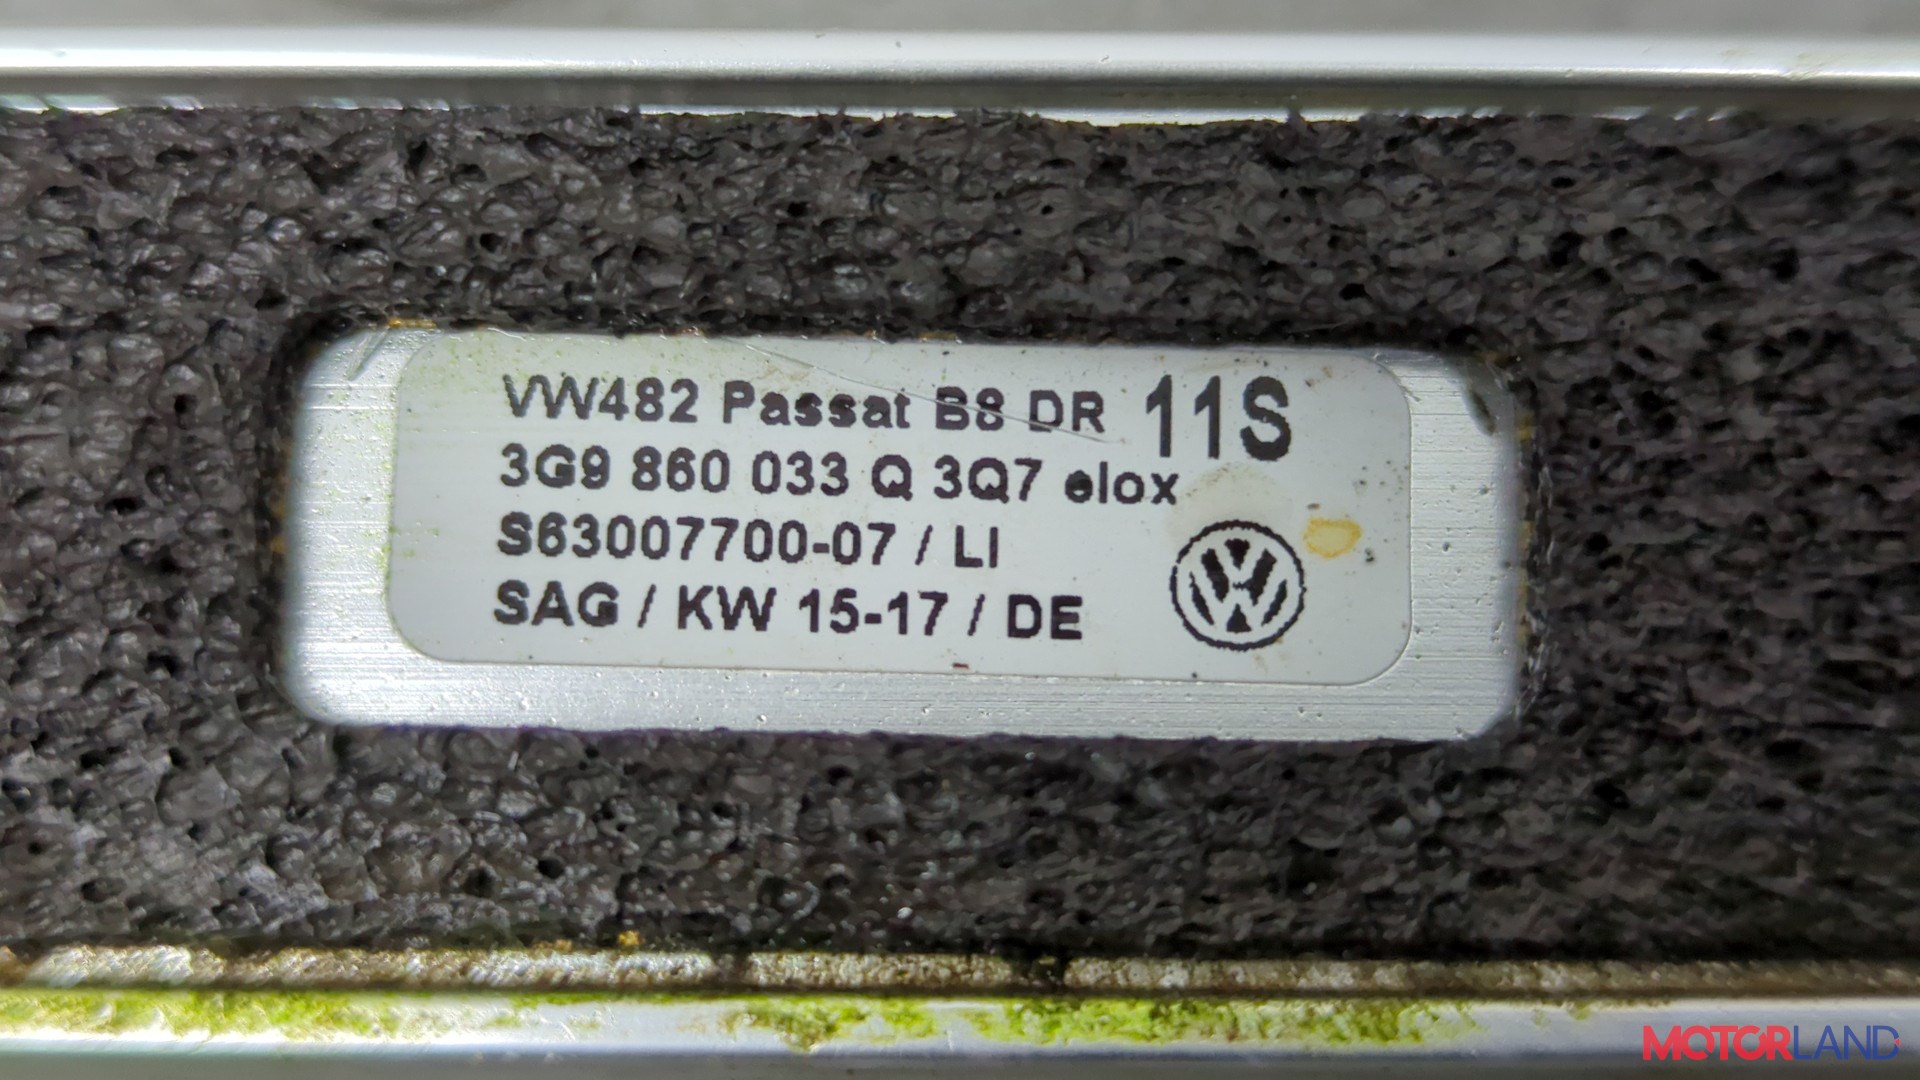 VW482 Passat B8 DR 11S
3G9 860 033 Q 3Q7 elox
S63007700-07 / LI
SAG / KW 15-17 / DE
MOTORLAND